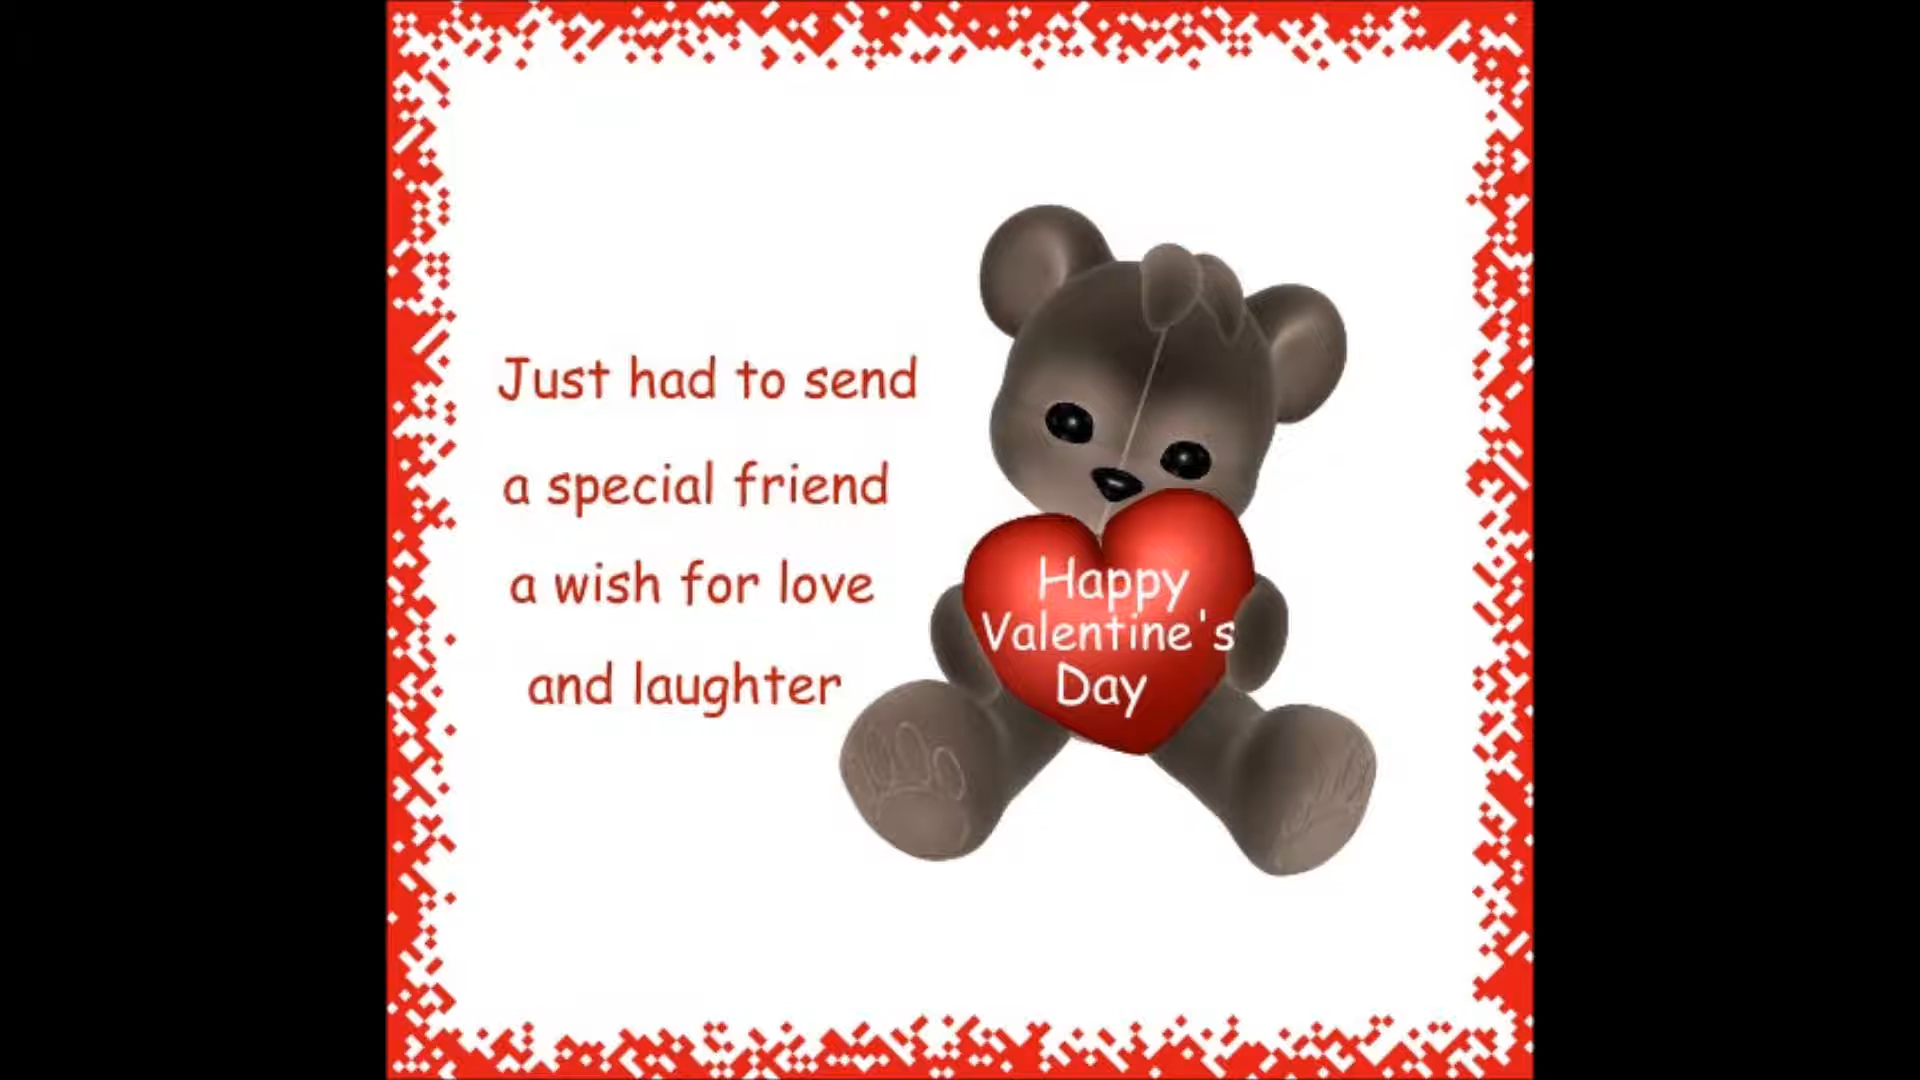 Just had to send
a special friend
a wish for love
and laughter
Happy
Valentine's
Day